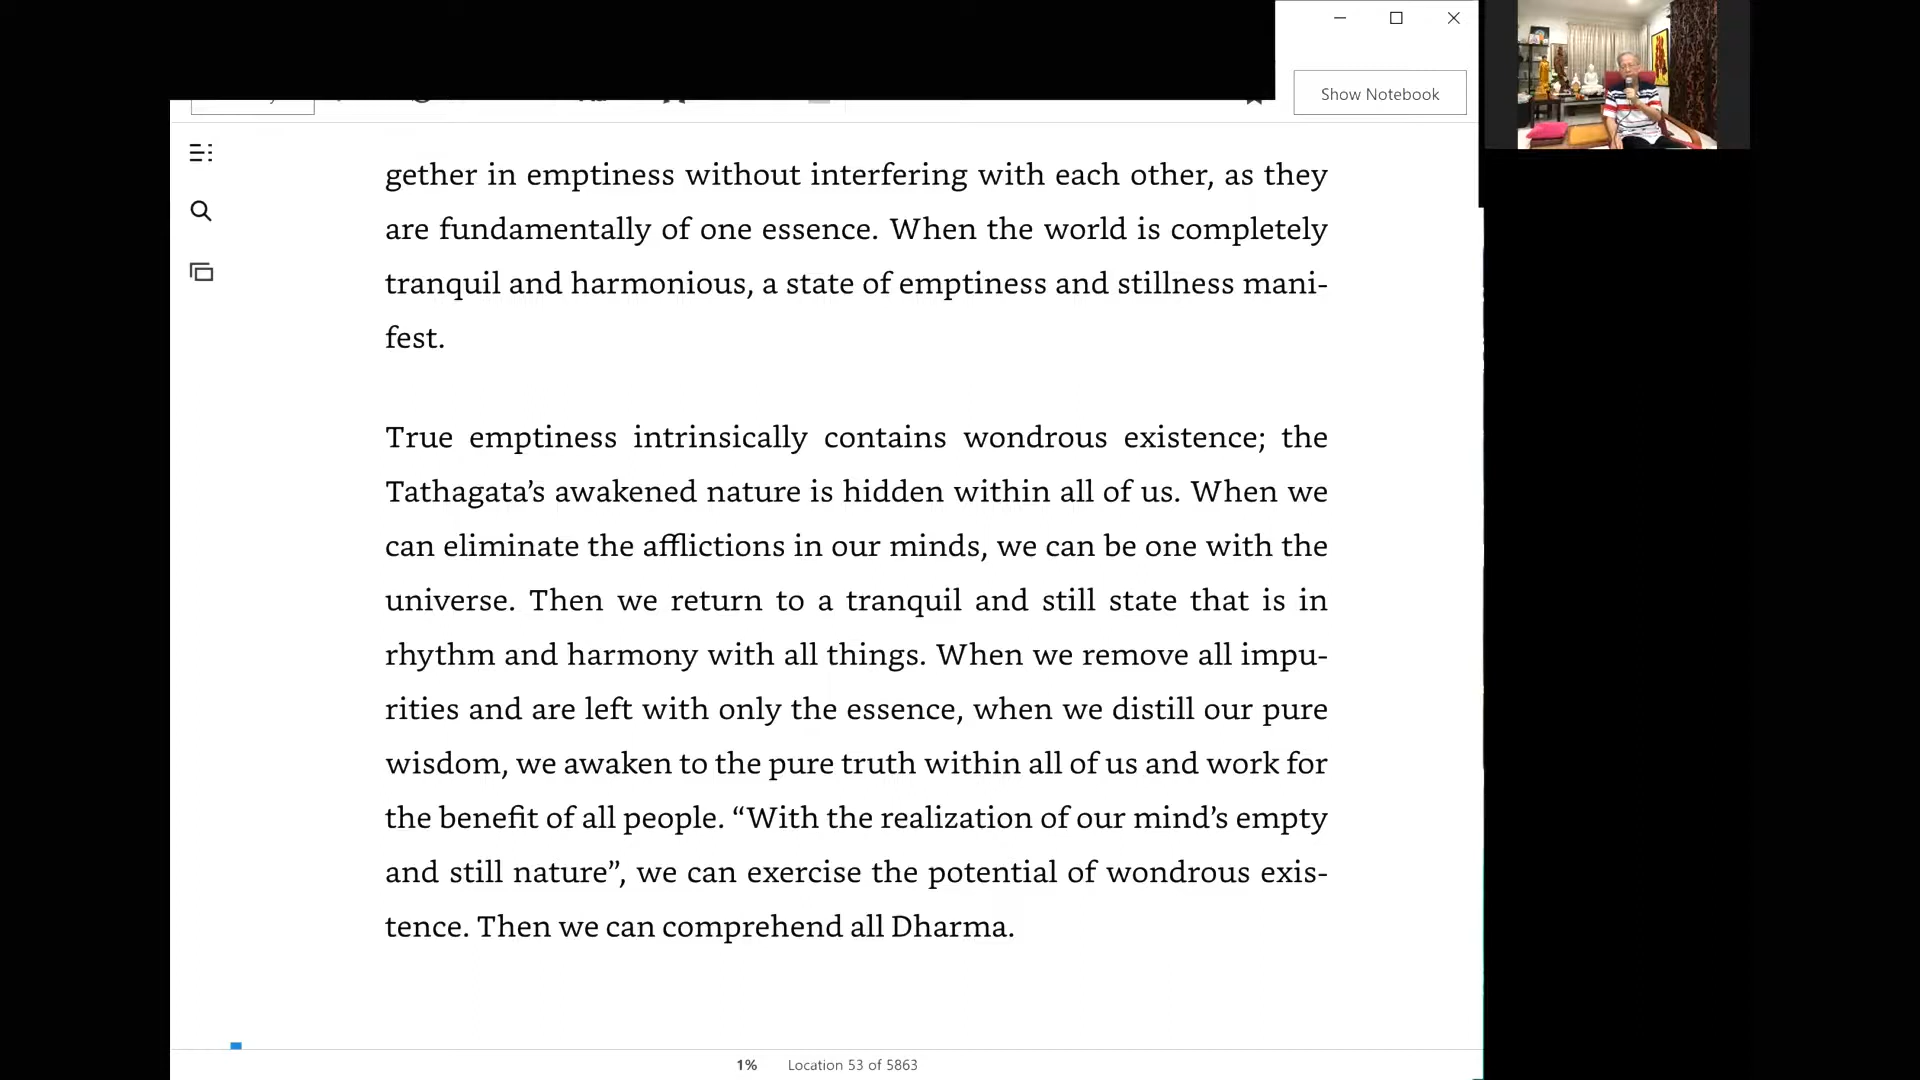 Show Notebook
gether in emptiness without interfering with each other, as they
are fundamentally of one essence. When the world is completely
tranquil and harmonious, a state of emptiness and stillness mani-
fest.
True emptiness intrinsically contains wondrous existence; the
Tathagata’s awakened nature is hidden within all of us. When we
can eliminate the afflictions in our minds, we can be one with the
universe. Then we return to a tranquil and still state that is in
rhythm and harmony with all things. When we remove all impu-
rities and are left with only the essence, when we distill our pure
wisdom, we awaken to the pure truth within all of us and work for
the benefit of all people. “With the realization of our mind’s empty
and still nature”, we can exercise the potential of wondrous exis-
tence. Then we can comprehend all Dharma.
1% Location 53 of 5863